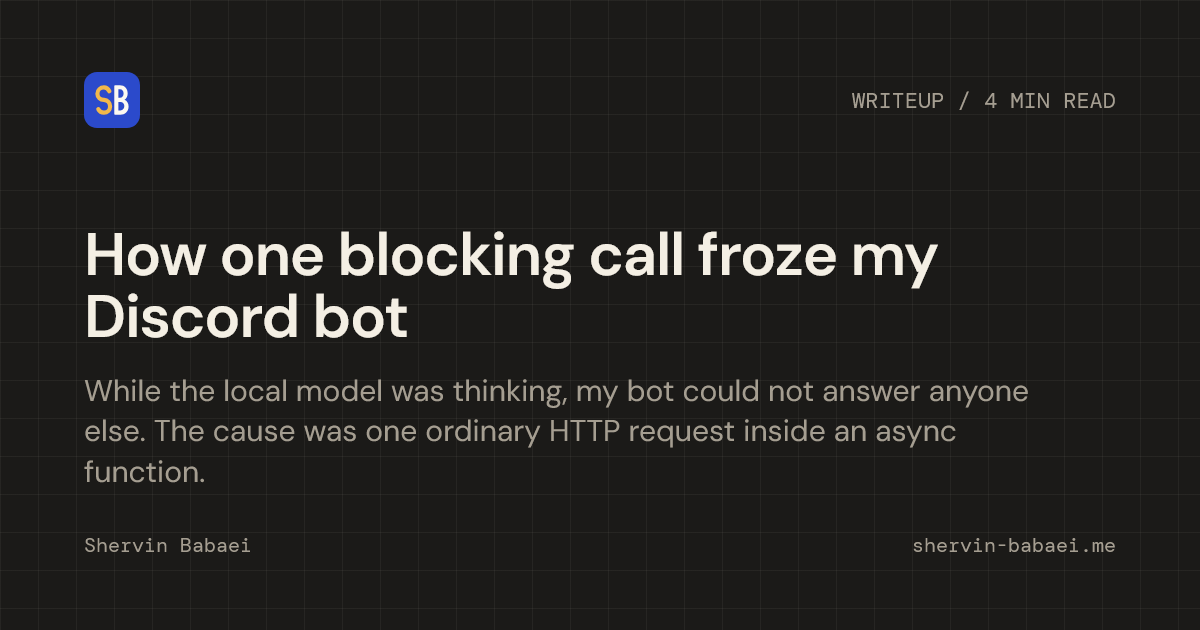 SB
WRITEUP / 4 MIN READ
How one blocking call froze my
Discord bot
While the local model was thinking, my bot could not answer anyone
else. The cause was one ordinary HTTP request inside an async
function.
Shervin Babaei
shervin-babaei.me